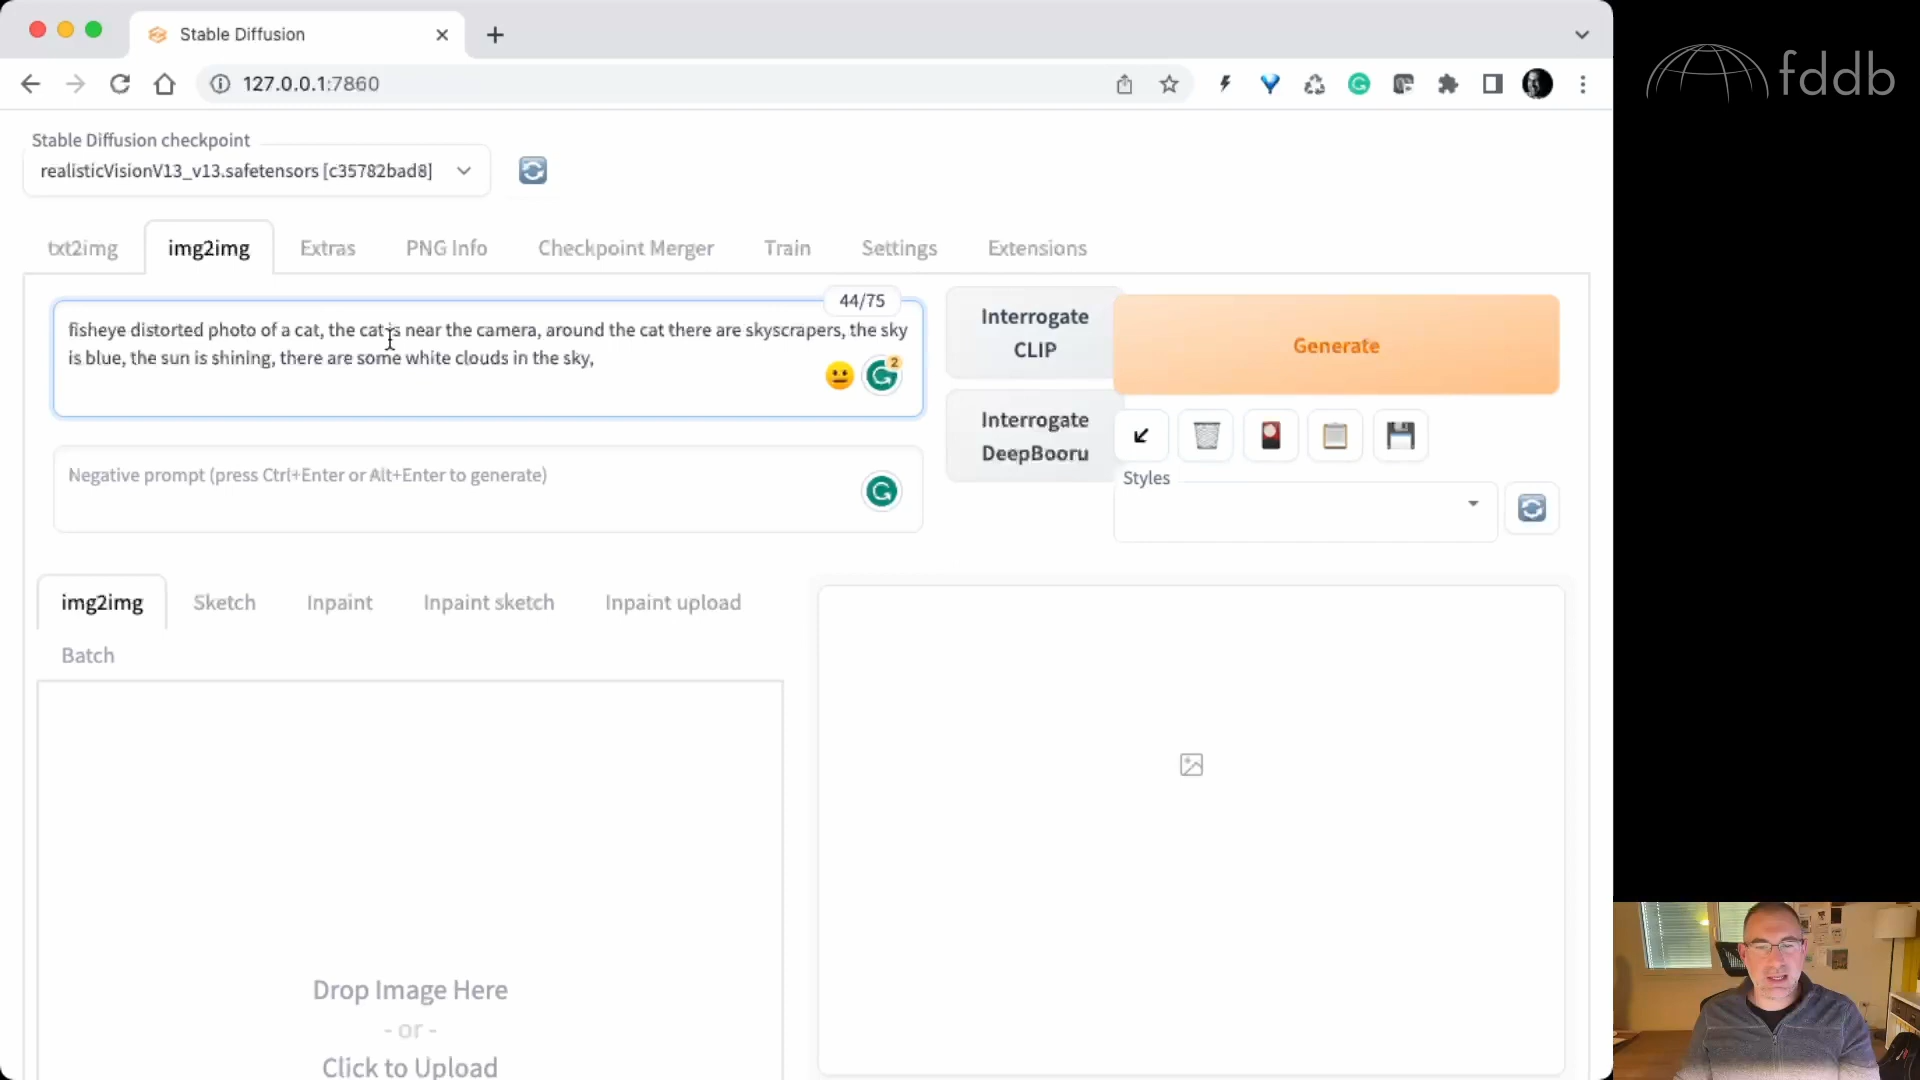 Stable Diffusion
127.0.0.1:7860
fddb
Stable Diffusion checkpoint
realisticVisionV13_v13.safetensors [c35782bad8]
txt2img
img2img
Extras
PNG Info
Checkpoint Merger
Train
Settings
Extensions
44/75
fisheye distorted photo of a cat, the cat is near the camera, around the cat there are skyscrapers, the sky
is blue, the sun is shining, there are some white clouds in the sky,
2
Interrogate
CLIP
Generate
Interrogate
DeepBooru
Negative prompt (press Ctrl+Enter or Alt+Enter to generate)
Styles
img2img
Sketch
Inpaint
Inpaint sketch
Inpaint upload
Batch
Drop Image Here
- or -
Click to Upload